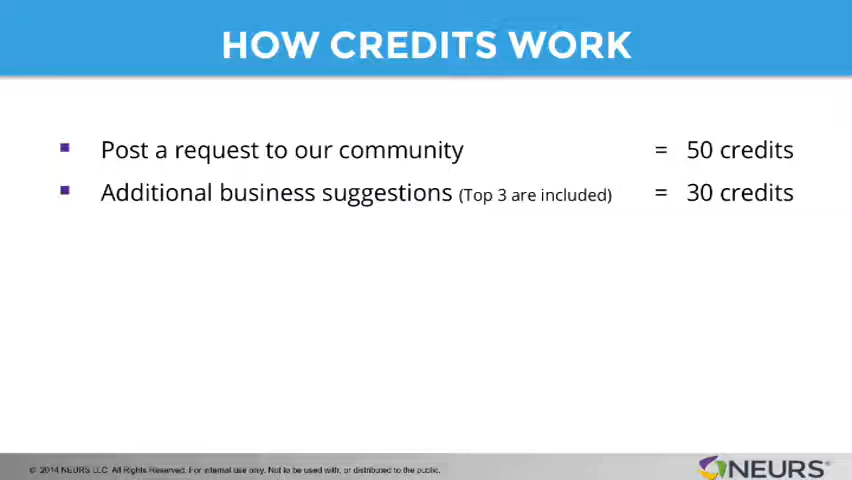 HOW CREDITS WORK
▪ Post a request to our community = 50 credits
▪ Additional business suggestions (Top 3 are included) = 30 credits
© 2014 NEURS LLC. All Rights Reserved. For internal use only. Not to be used with, or distributed to the public.
NEURS